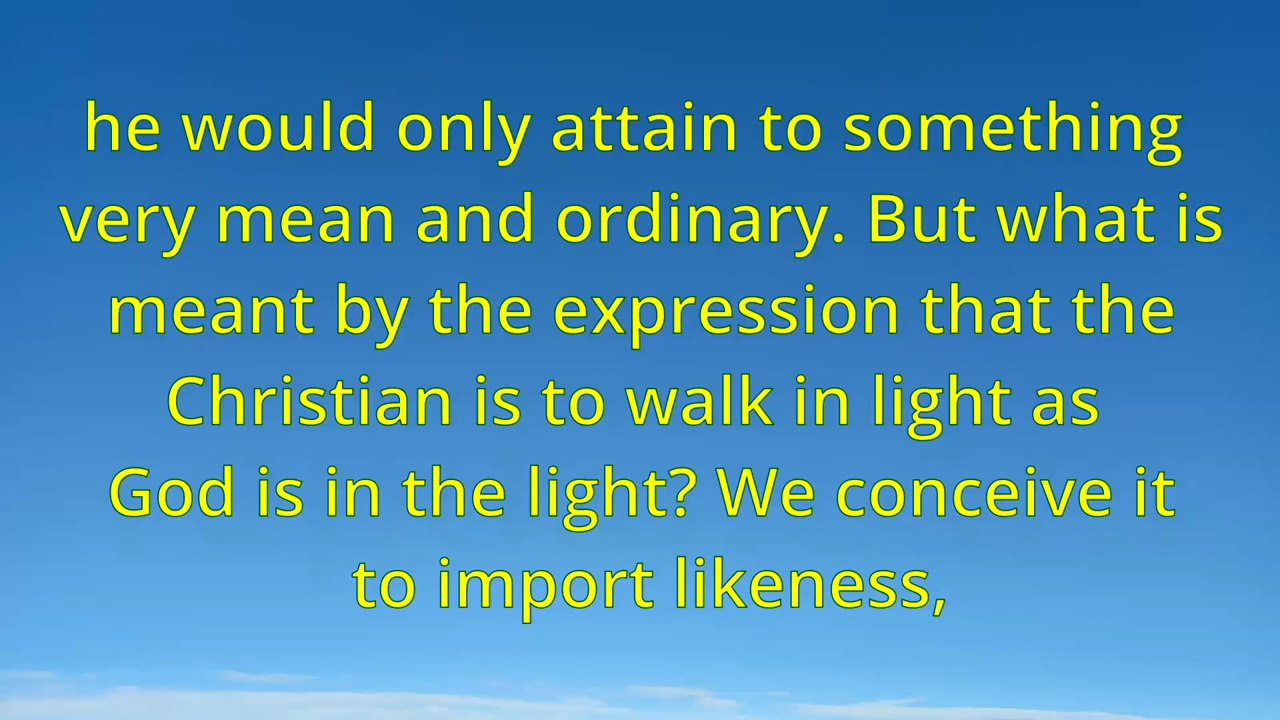 he would only attain to something
very mean and ordinary. But what is
meant by the expression that the
Christian is to walk in light as
God is in the light? We conceive it
to import likeness,